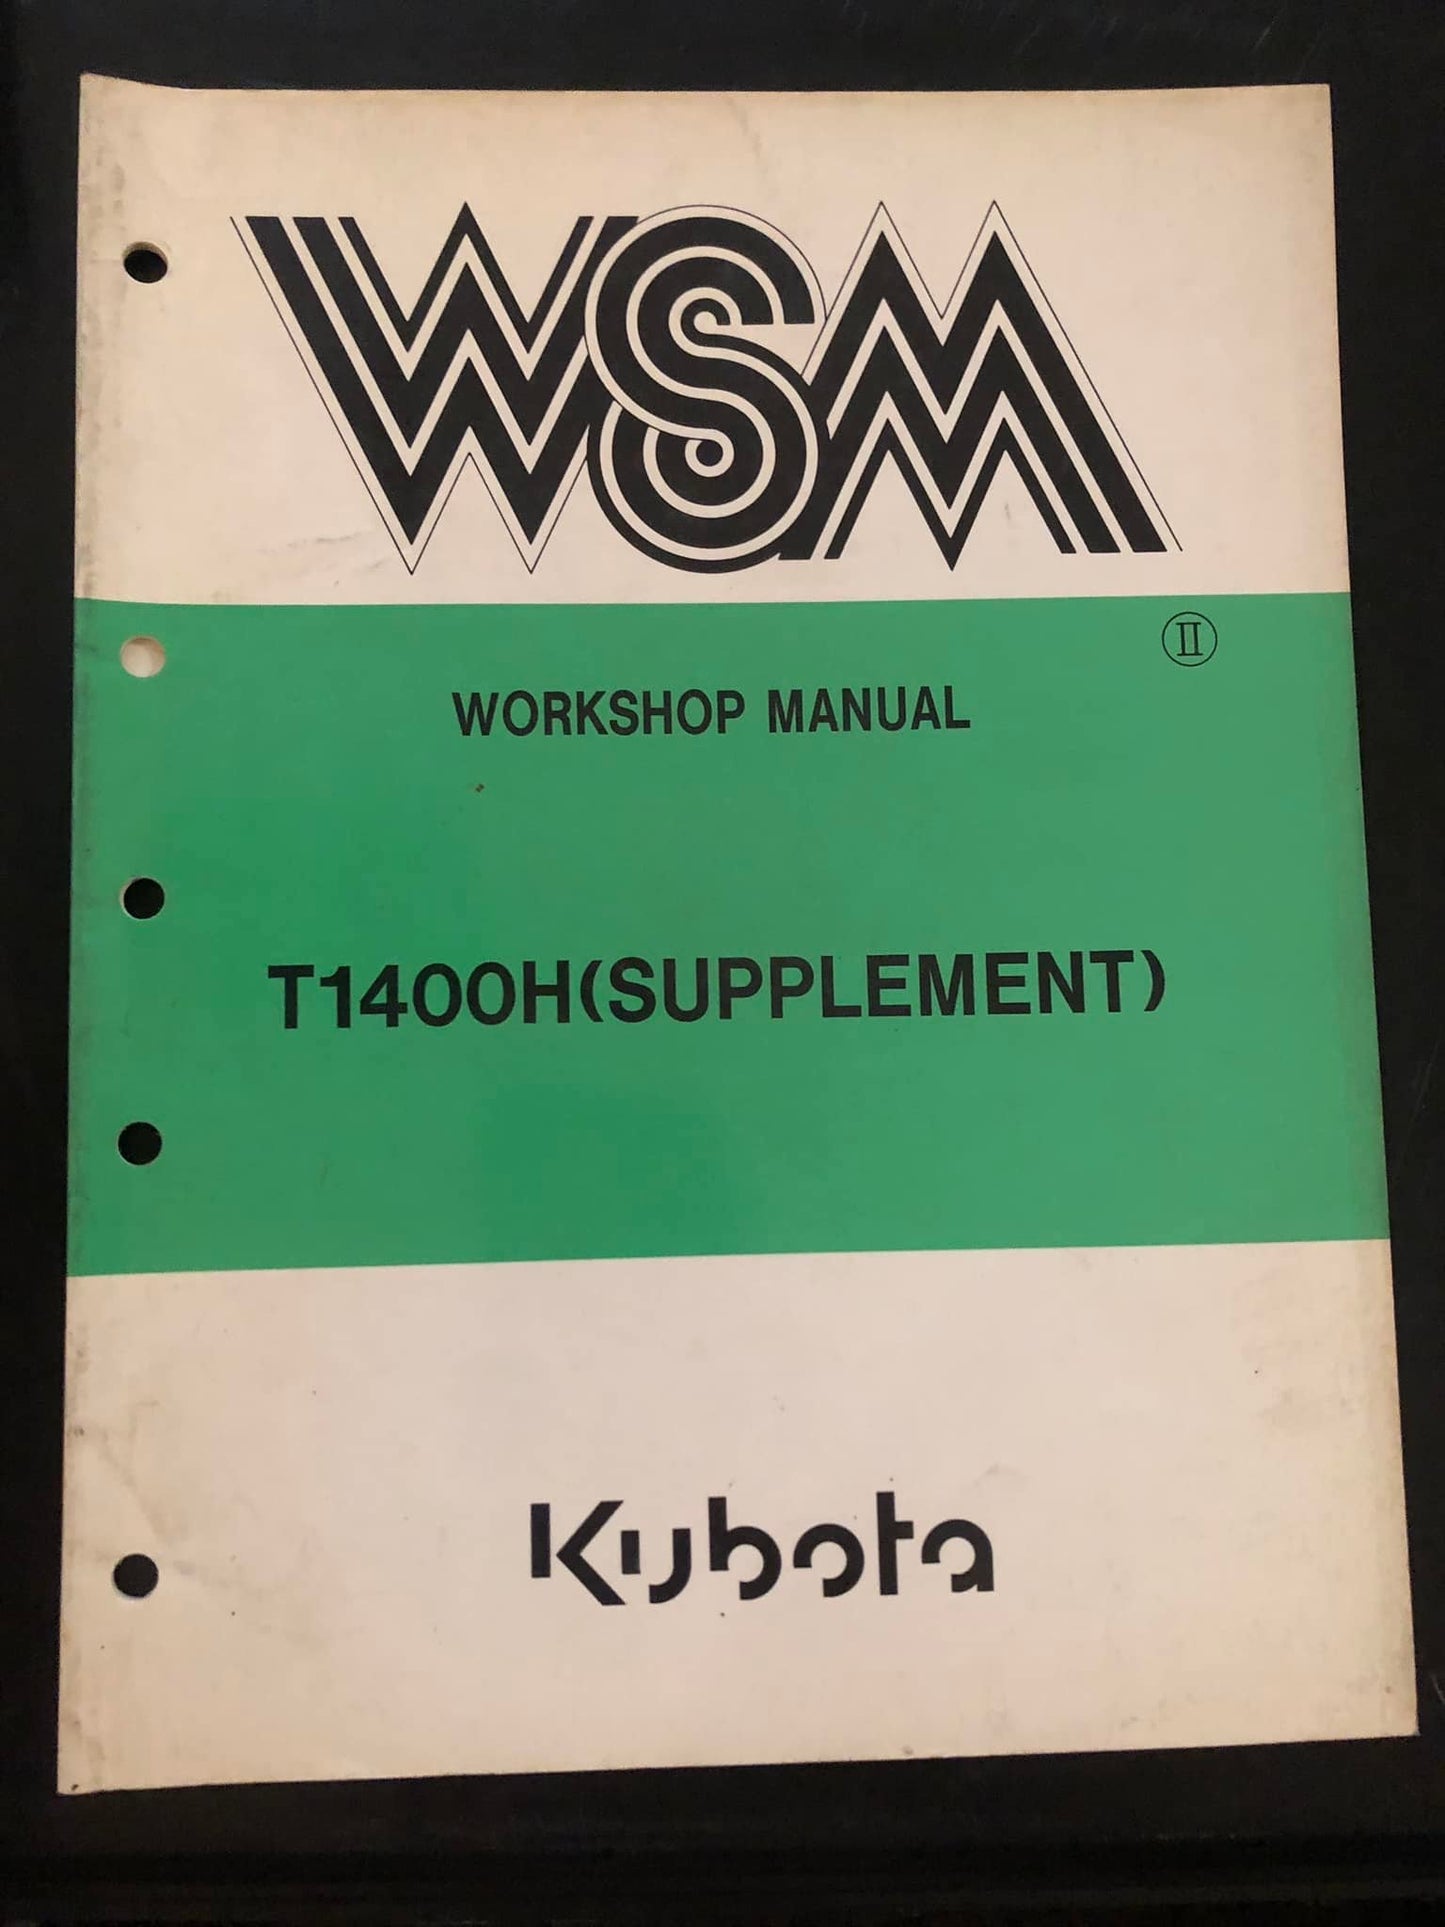 WSM
II
WORKSHOP MANUAL
T1400H(SUPPLEMENT)
Kubota